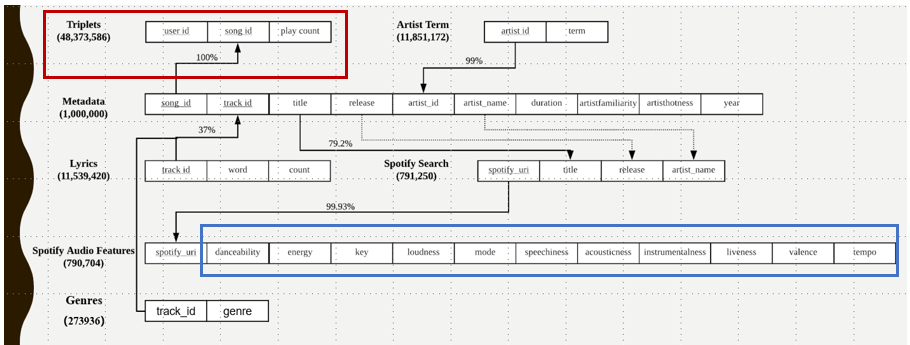 Triplets
(48,373,586)
user id song id play count
Artist Term
(11,851,172)
artist id term
100%
99%
Metadata
(1,000,000)
song_id track id title release artist_id artist_name duration artistfamiliarity artisthotness year
37%
79.2%
Lyrics
(11,539,420)
track id word count
Spotify Search
(791,250)
spotify_uri title release artist_name
99.93%
Spotify Audio Features
(790,704)
spotify_uri danceability energy key loudness mode speechiness acousticness instrumentalness liveness valence tempo
Genres
(273936)
track_id genre